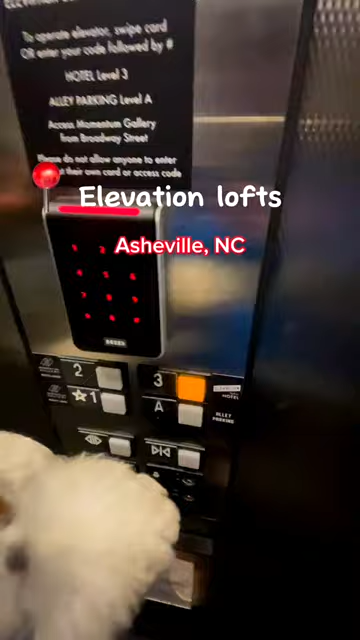 To operate elevator, swipe card
OR enter your code followed by #
HOTEL Level 3
ALLEY PARKING Level A
Access Momentum Gallery
from Broadway Street
Please do not allow anyone to enter
their own card or access code
Elevation lofts
Asheville, NC
2
3
HOTEL
★1
A
ALLEY
PARKING